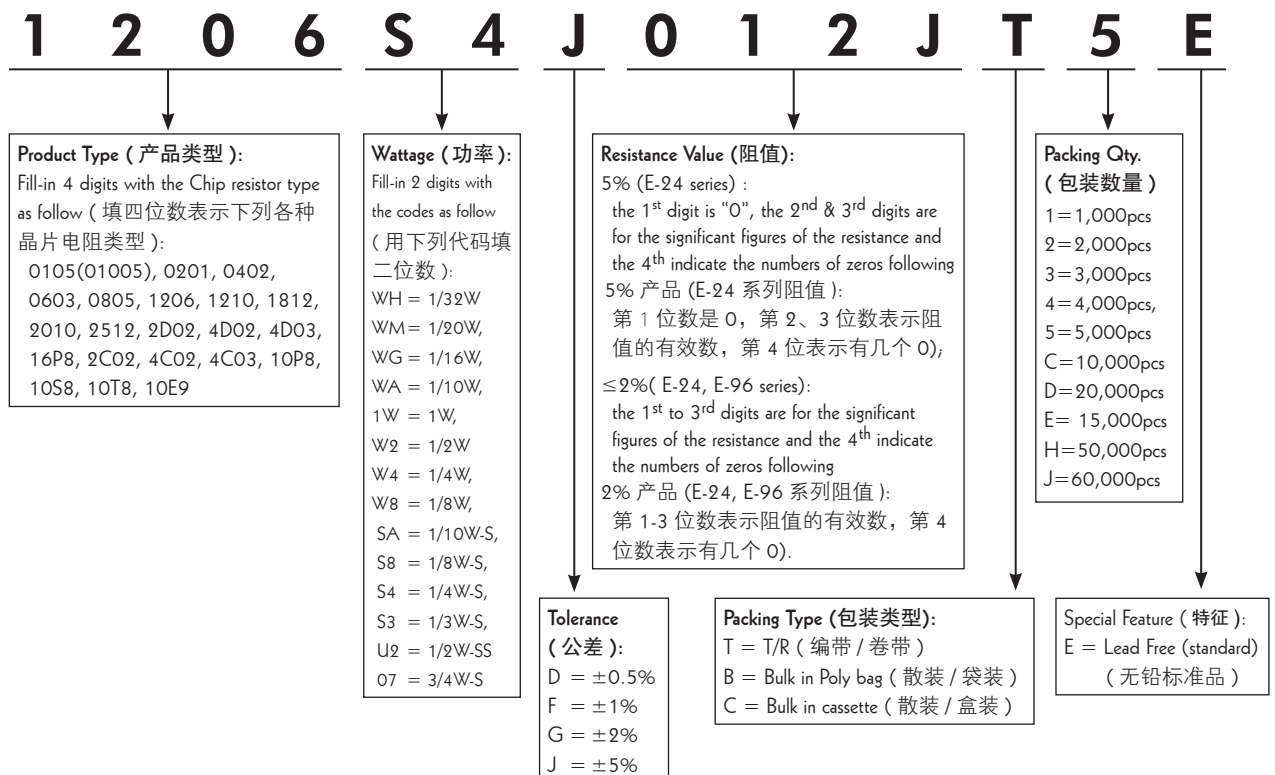 1 2 0 6 S 4 J 0 1 2 J T 5 E
Product Type ( 产品类型 ):
Fill-in 4 digits with the Chip resistor type
as follow ( 填四位数表示下列各种
晶片电阻类型 ):
0105(01005), 0201, 0402,
0603, 0805, 1206, 1210, 1812,
2010, 2512, 2D02, 4D02, 4D03,
16P8, 2C02, 4C02, 4C03, 10P8,
10S8, 10T8, 10E9
Wattage ( 功率 ):
Fill-in 2 digits with
the codes as follow
( 用下列代码填
二位数 ):
WH = 1/32W
WM = 1/20W,
WG = 1/16W,
WA = 1/10W,
1W = 1W,
W2 = 1/2W
W4 = 1/4W,
W8 = 1/8W,
SA = 1/10W-S,
S8 = 1/8W-S,
S4 = 1/4W-S,
S3 = 1/3W-S,
U2 = 1/2W-SS
07 = 3/4W-S
Tolerance
( 公差 ):
D = ±0.5%
F = ±1%
G = ±2%
J = ±5%
Resistance Value (阻值):
5% (E-24 series) :
the 1st digit is “0”, the 2nd & 3rd digits are
for the significant figures of the resistance and
the 4th indicate the numbers of zeros following
5% 产品 (E-24 系列阻值 ):
第 1 位数是 0，第 2、3 位数表示阻
值的有效数，第 4 位表示有几个 0);
≤2%( E-24, E-96 series):
the 1st to 3rd digits are for the significant
figures of the resistance and the 4th indicate
the numbers of zeros following
2% 产品 (E-24, E-96 系列阻值 ):
第 1-3 位数表示阻值的有效数，第 4
位数表示有几个 0).
Packing Type (包装类型):
T = T/R ( 编带 / 卷带 )
B = Bulk in Poly bag ( 散装 / 袋装 )
C = Bulk in cassette ( 散装 / 盒装 )
Packing Qty.
( 包装数量 )
1=1,000pcs
2=2,000pcs
3=3,000pcs
4=4,000pcs,
5=5,000pcs
C=10,000pcs
D=20,000pcs
E= 15,000pcs
H=50,000pcs
J=60,000pcs
Special Feature ( 特征 ):
E = Lead Free (standard)
( 无铅标准品 )